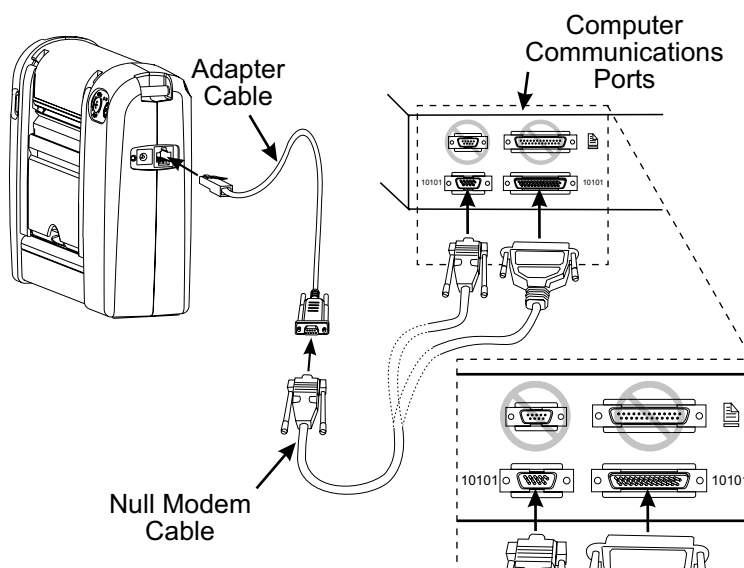 Computer
Communications
Ports
Adapter
Cable
10101
10101
10101
10101
Null Modem
Cable